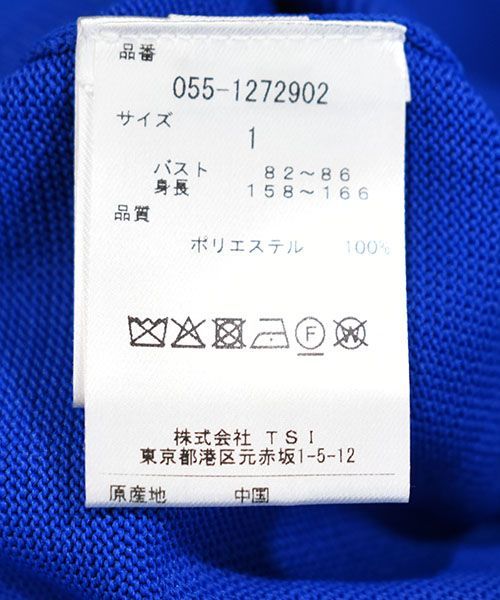 品番
055-1272902
サイズ
1
バスト 82～86
身長 158～166
品質
ポリエステル 100%
F
W
株式会社 TSI
東京都港区元赤坂1-5-12
原産地 中国